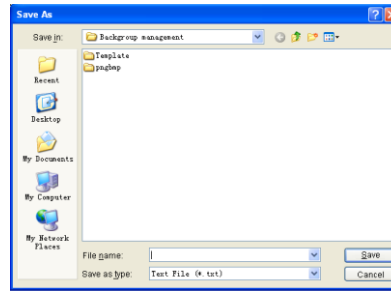 Save As
Save in:
Backgroup management
Template
pngbmp
Recent
Desktop
My Documents
My Computer
My Network
Places
File name:
Save
Save as type:
Text File (*.txt)
Cancel